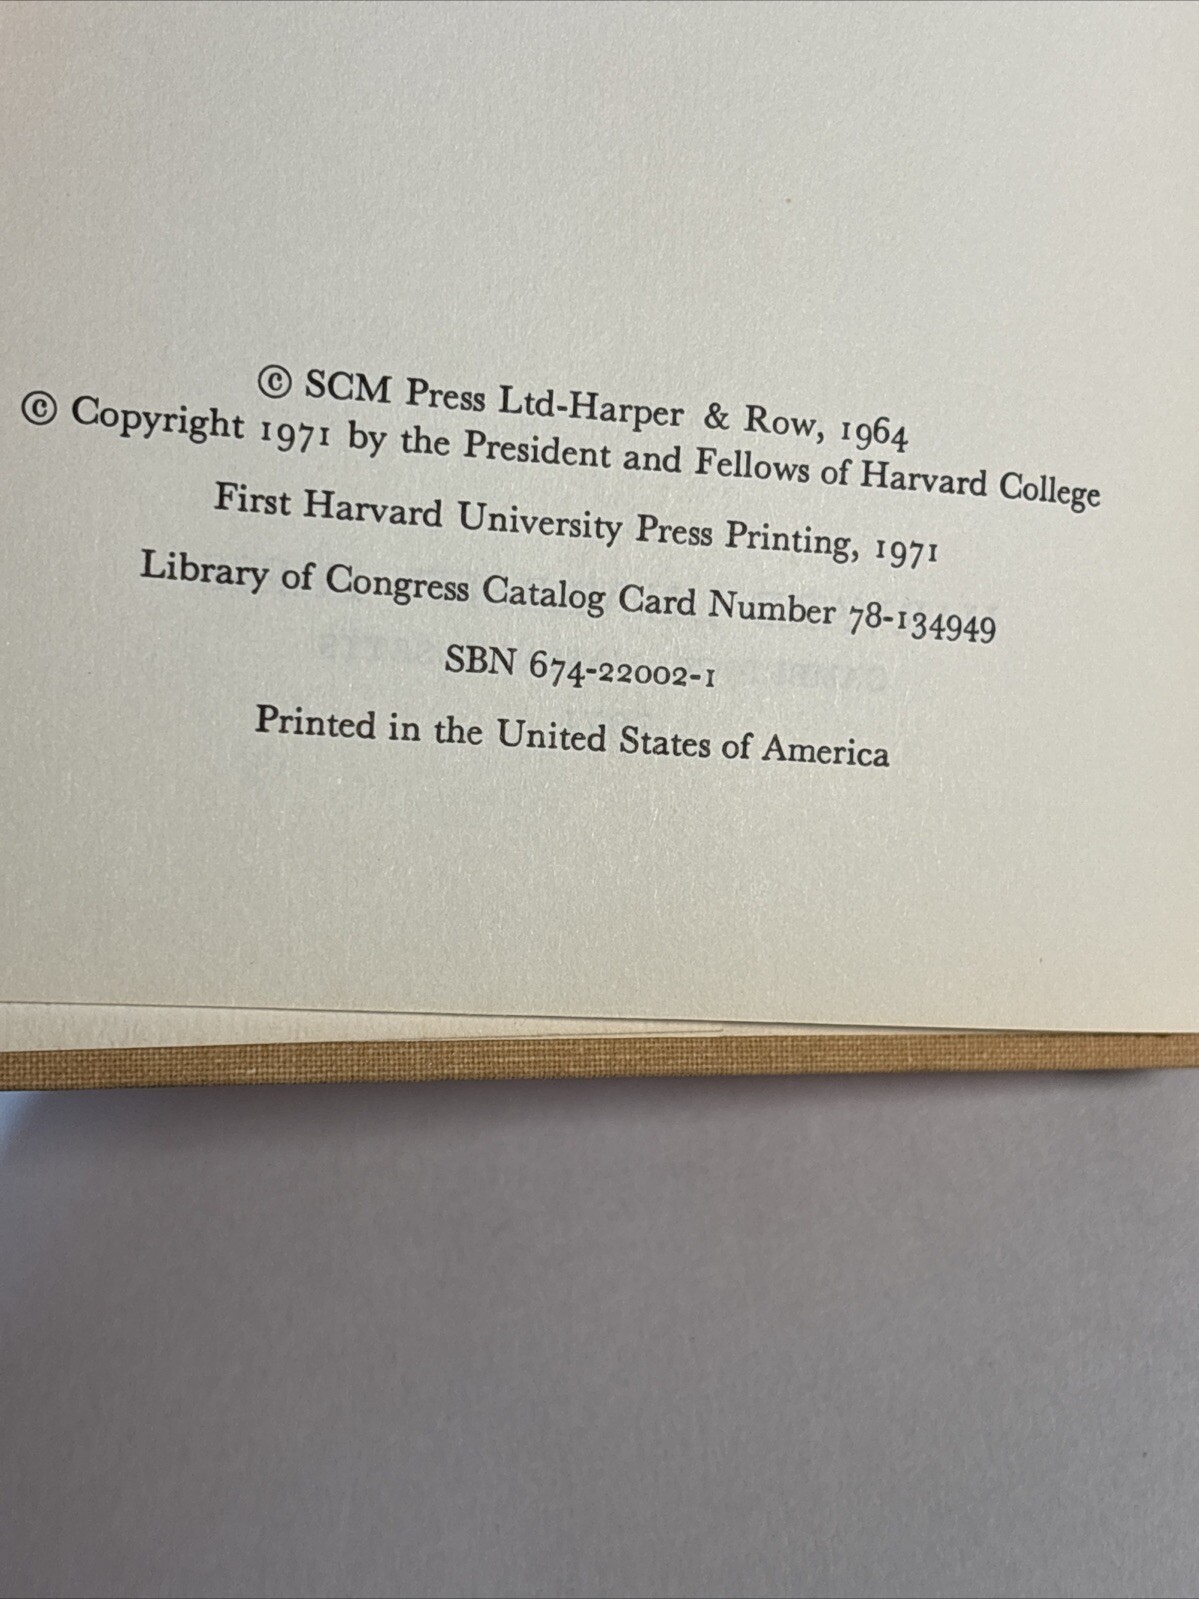 © SCM Press Ltd-Harper & Row, 1964
© Copyright 1971 by the President and Fellows of Harvard College
First Harvard University Press Printing, 1971
Library of Congress Catalog Card Number 78-134949
SBN 674-22002-1
Printed in the United States of America